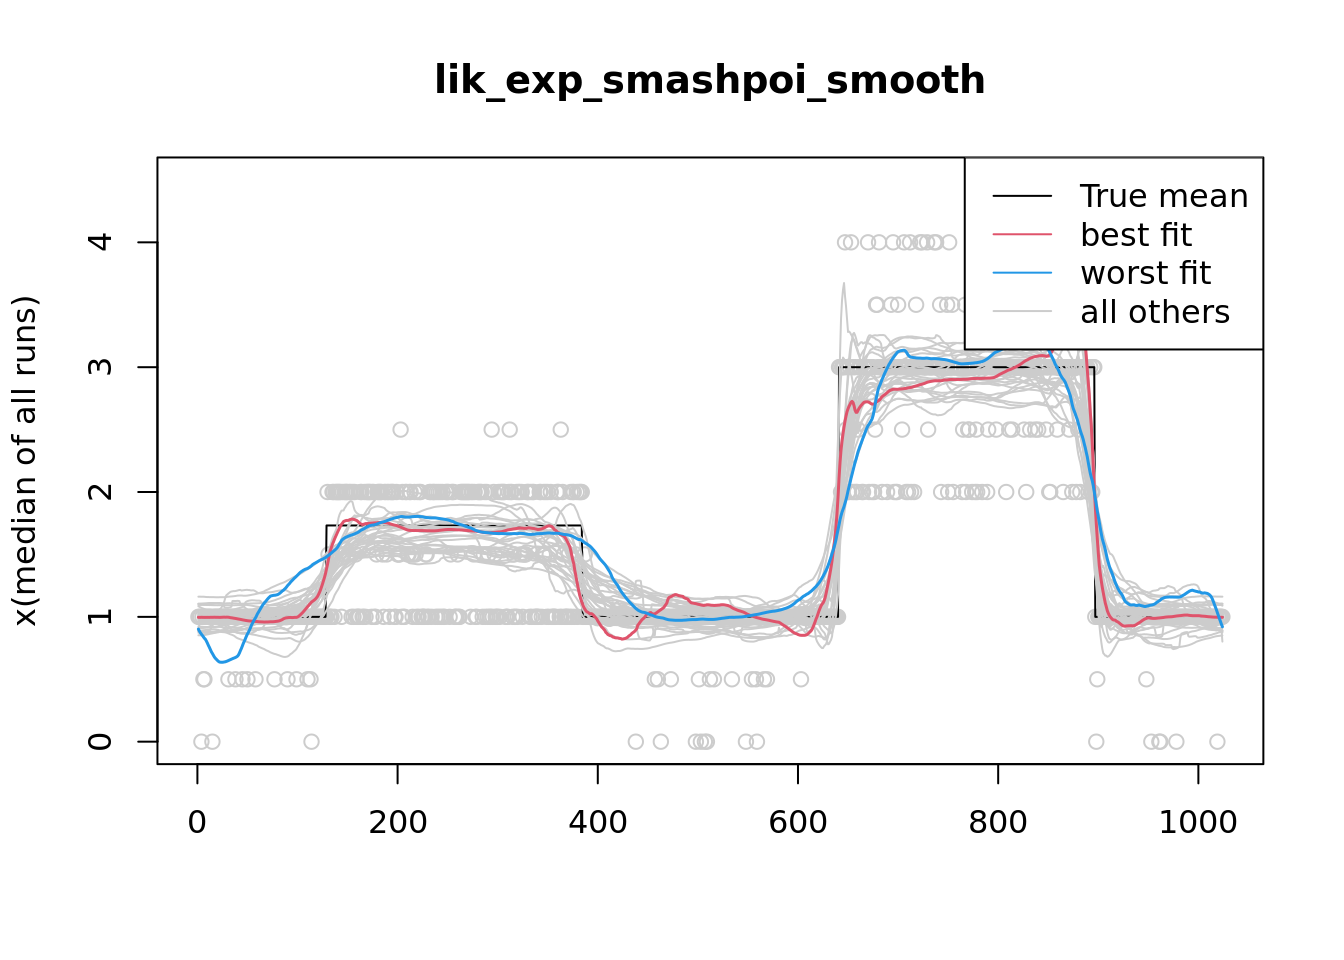 lik_exp_smashpoi_smooth
True mean
best fit
worst fit
all others
x(median of all runs)
4
3
2
1
0
0 200 400 600 800 1000